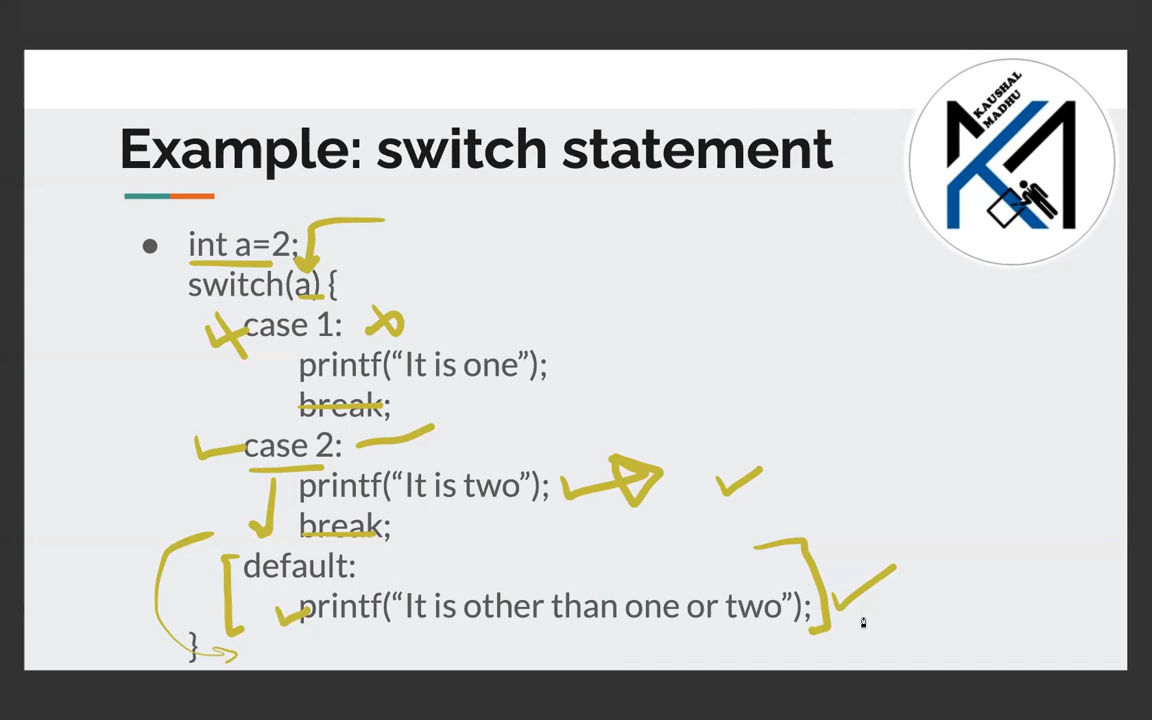 KAUSHAL
MADHU
Example: switch statement
● int a=2;
switch(a) {
case 1:
printf(“It is one”);
break;
case 2:
printf(“It is two”);
break;
default:
printf(“It is other than one or two”);
}